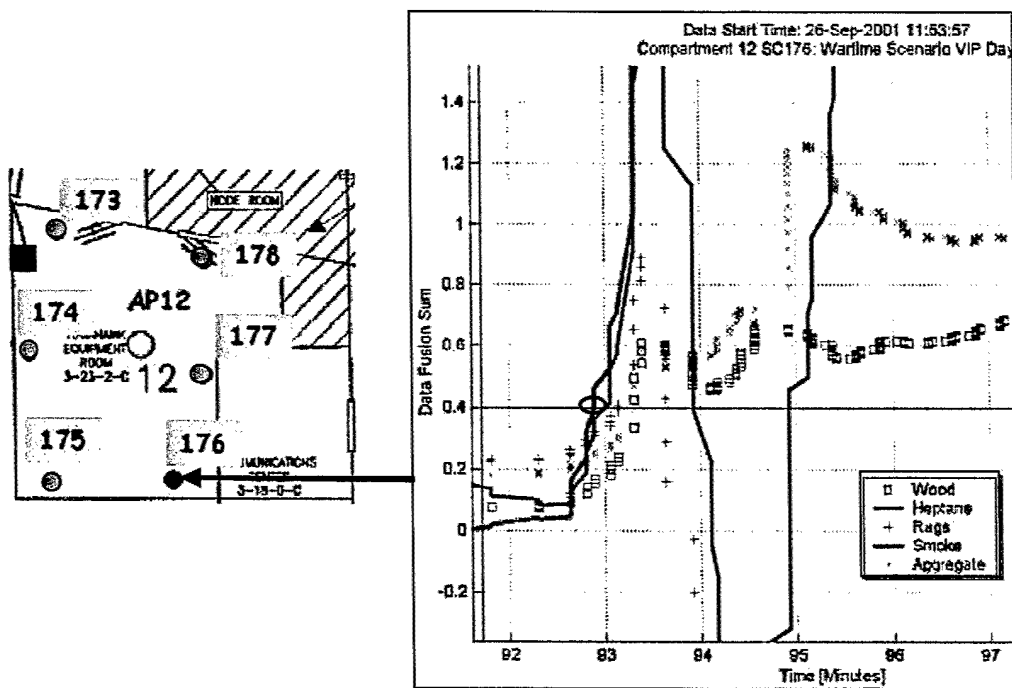 Data Start Time: 26-Sep-2001 11:53:57
Compartment 12 SC176: Wartime Scenario VIP Day
173
178
AP12
174
177
EQUIPMENT
ROOM
3-23-2-C
12
175
176
3-15-0-C
Data Fusion Sum
1.4
1.2
1
0.8
0.6
0.4
0.2
0
-0.2
Wood
Heptane
Rags
Smoke
Aggregate
92
93
94
95
96
97
Time [Minutes]